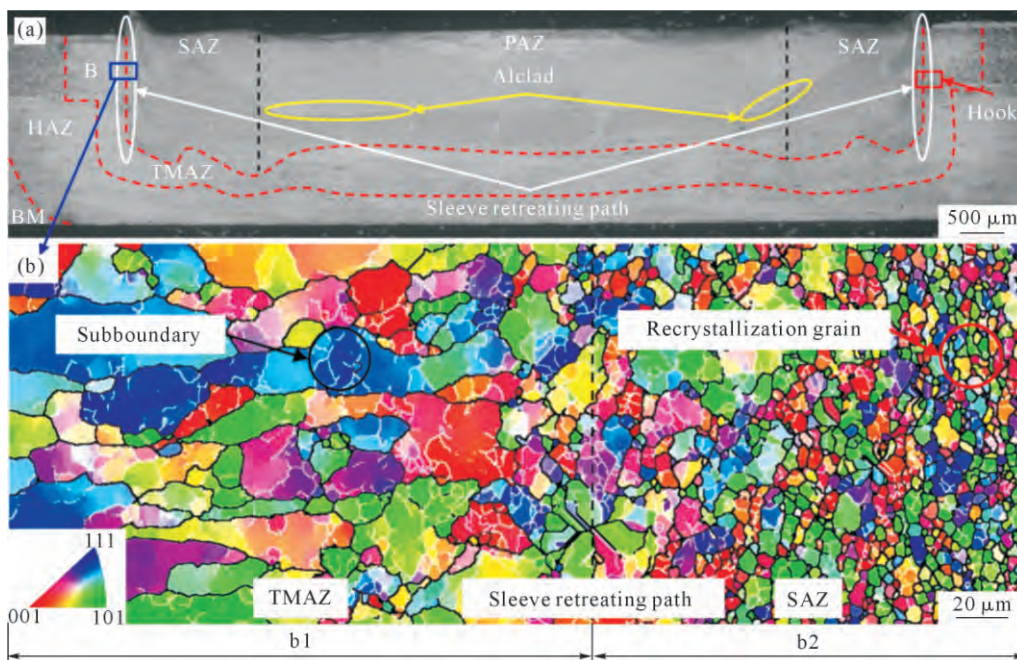 (a)
SAZ
PAZ
SAZ
B
Alclad
HAZ
Hook
TMAZ
BM
Sleeve retreating path
500 μm
(b)
Subboundary
Recrystallization grain
111
001
101
TMAZ
Sleeve retreating path
SAZ
20 μm
b1
b2